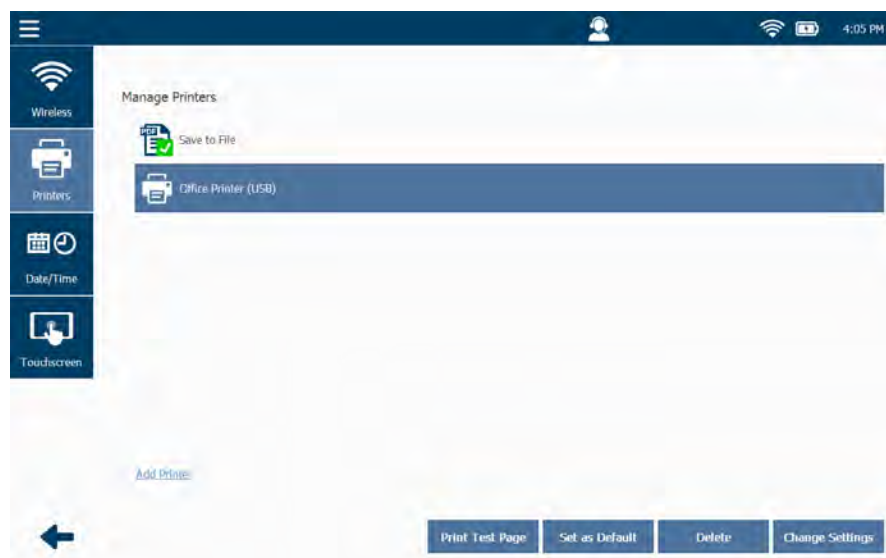 4:05 PM
Wireless
Manage Printers
PDF
Save to File
Office Printer (USB)
Printers
Date/Time
Touchscreen
Add Printer
Print Test Page
Set as Default
Delete
Change Settings